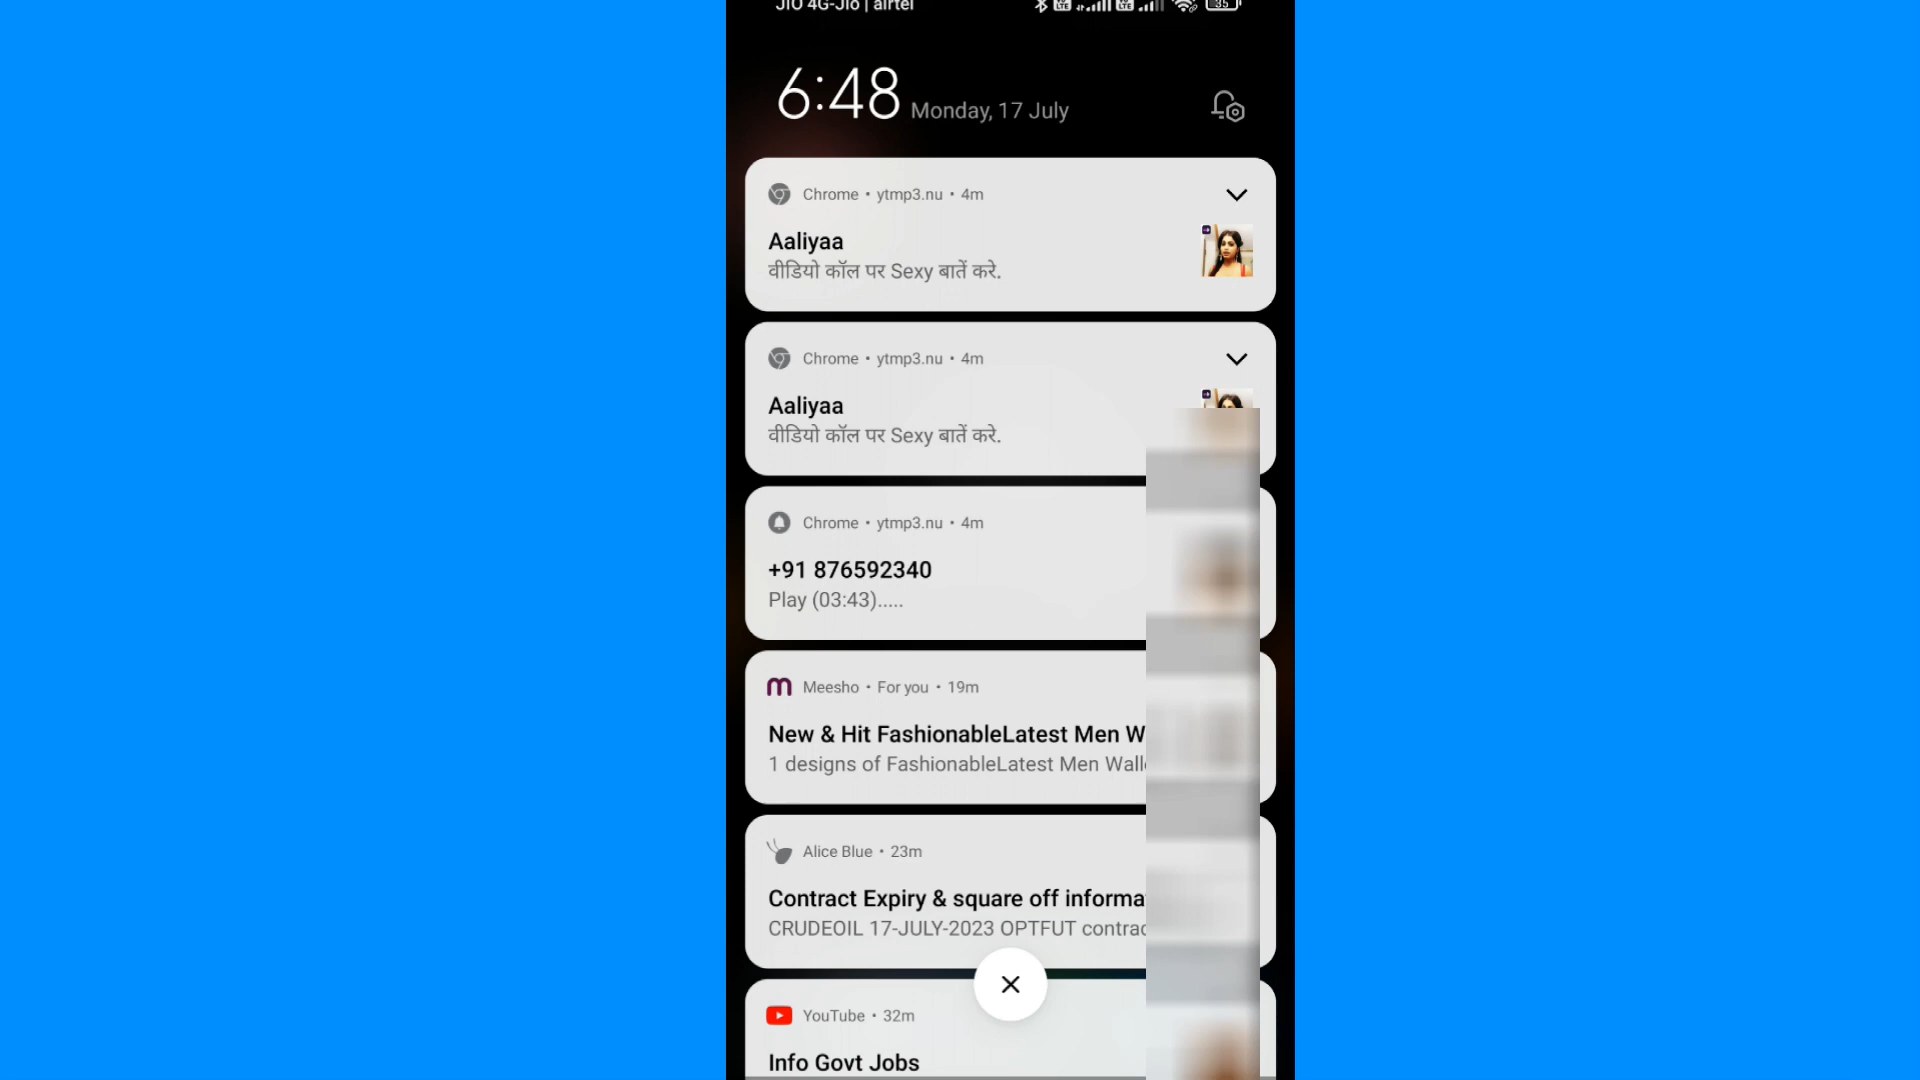 JIO 4G-Jio | airtel
35
6:48 Monday, 17 July
Chrome • ytmp3.nu • 4m
Aaliyaa
वीडियो कॉल पर Sexy बातें करे.
Chrome • ytmp3.nu • 4m
Aaliyaa
वीडियो कॉल पर Sexy बातें करे.
Chrome • ytmp3.nu • 4m
+91 876592340
Play (03:43).....
Meesho • For you • 19m
New & Hit FashionableLatest Men W
1 designs of FashionableLatest Men Wall
Alice Blue • 23m
Contract Expiry & square off informa
CRUDEOIL 17-JULY-2023 OPTFUT contrac
YouTube • 32m
Info Govt Jobs